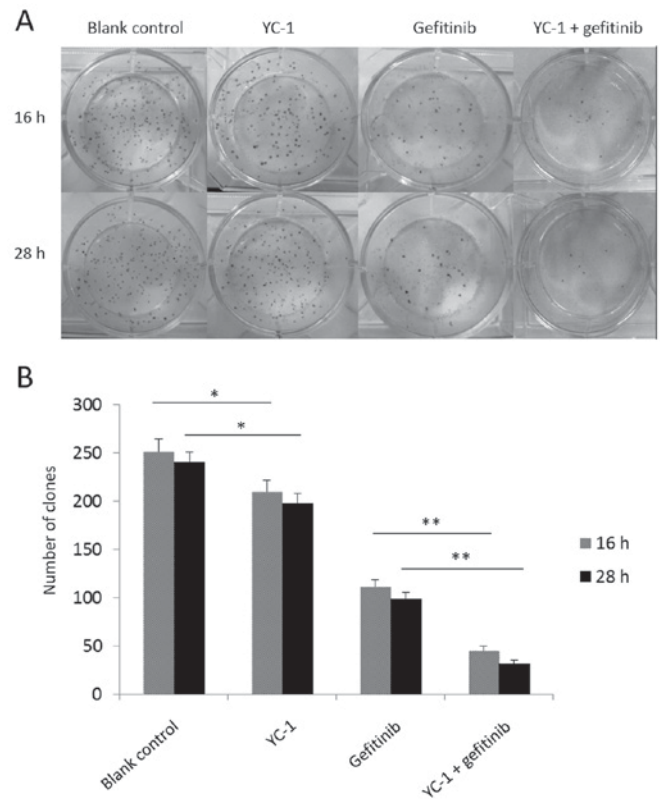 A
Blank control YC-1 Gefitinib YC-1 + gefitinib
16 h
28 h
B
Number of clones
300
250
200
150
100
50
0
*
*
**
**
16 h
28 h
Blank control YC-1 Gefitinib YC-1 + gefitinib